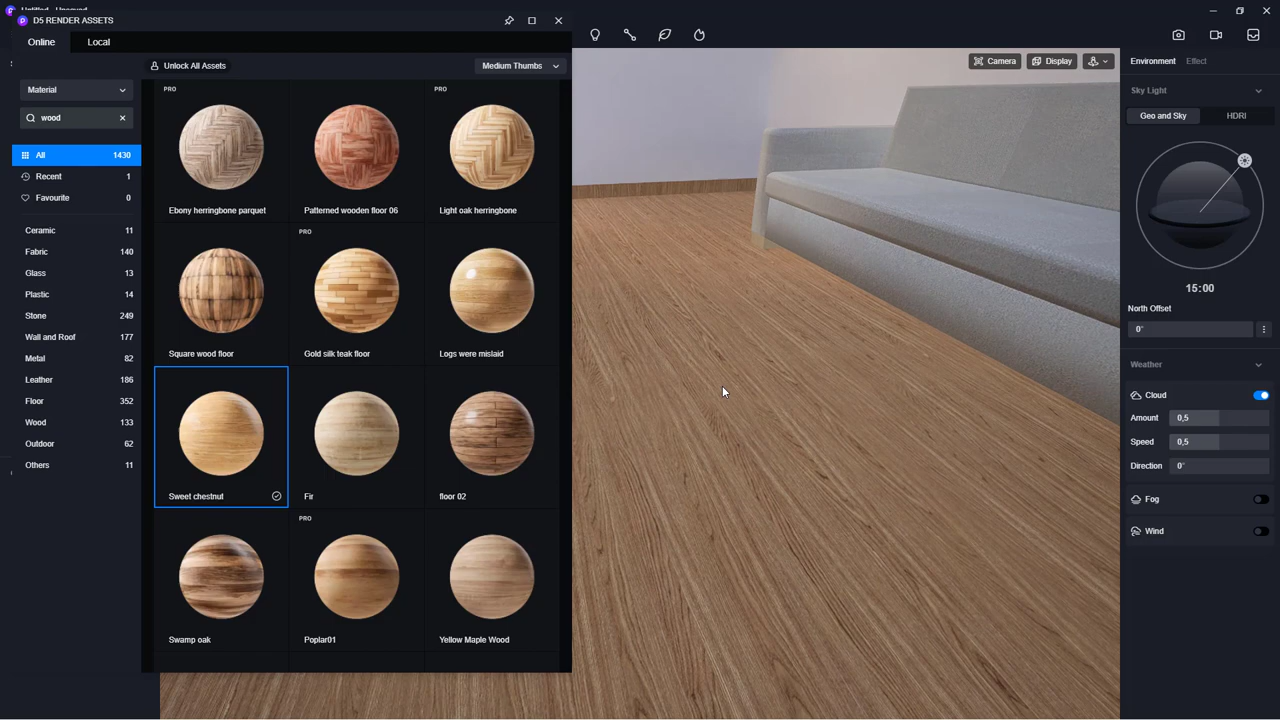 Untitled - Unsaved
D5 RENDER ASSETS
Online
Local
Unlock All Assets
Medium Thumbs
Material
wood
All 1430
Recent 1
Favourite 0
Ceramic 11
Fabric 140
Glass 13
Plastic 14
Stone 249
Wall and Roof 177
Metal 82
Leather 186
Floor 352
Wood 133
Outdoor 62
Others 11
PRO
PRO
Ebony herringbone parquet
Patterned wooden floor 06
Light oak herringbone
PRO
Square wood floor
Gold silk teak floor
Logs were mislaid
Sweet chestnut
Fir
floor 02
PRO
Swamp oak
Poplar01
Yellow Maple Wood
Camera
Display
Environment
Effect
Sky Light
Geo and Sky
HDRI
15:00
North Offset
0°
Weather
Cloud
Amount 0,5
Speed 0,5
Direction 0°
Fog
Wind